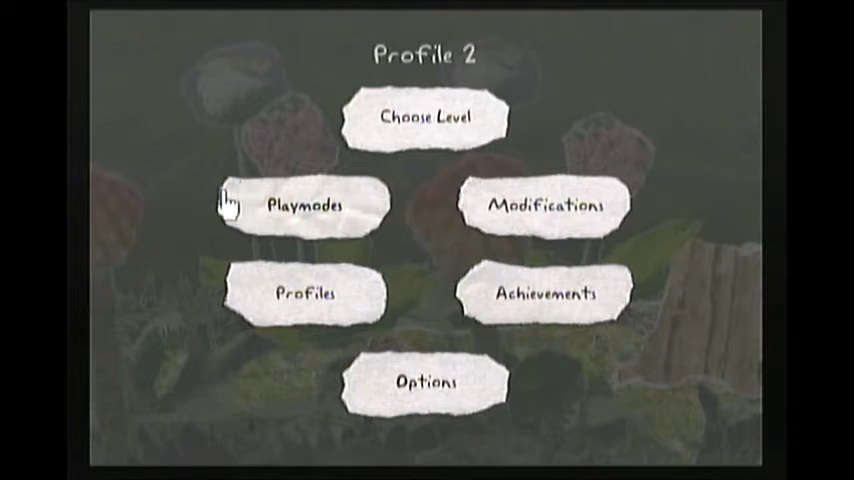 Profile 2
Choose Level
Playmodes
Modifications
Profiles
Achievements
Options